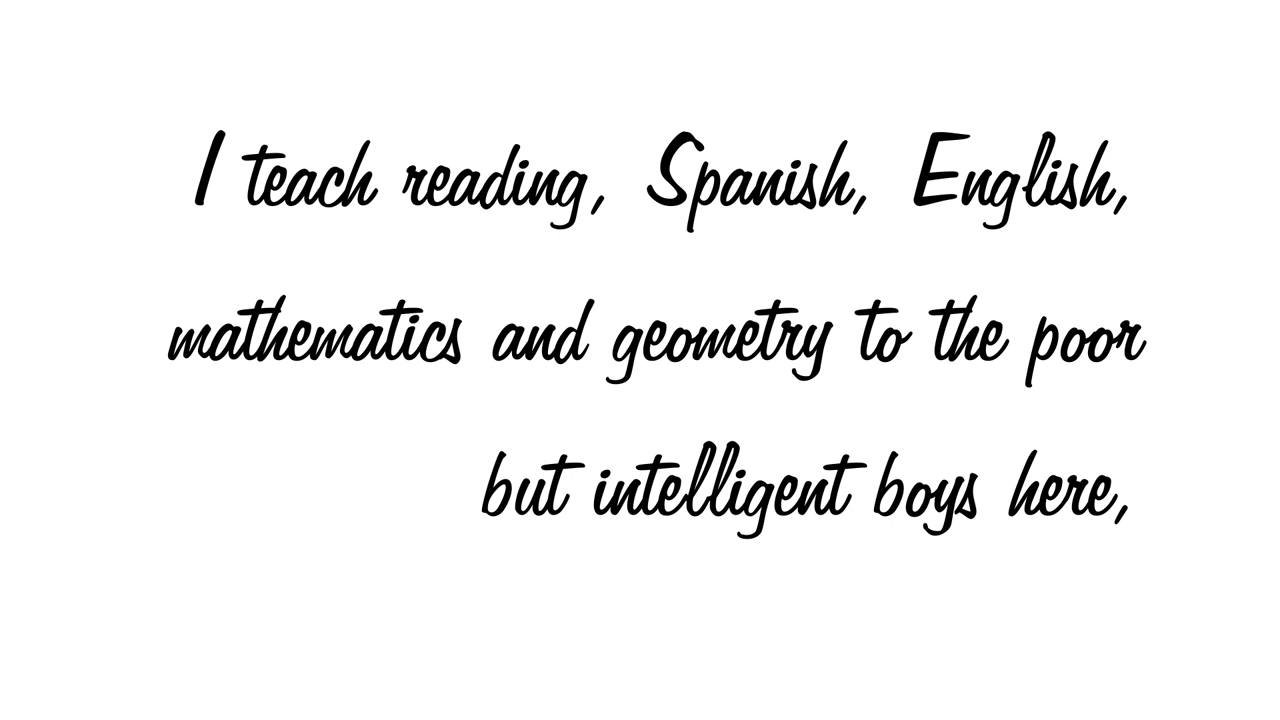 I teach reading, Spanish, English,
mathematics and geometry to the poor
but intelligent boys here,